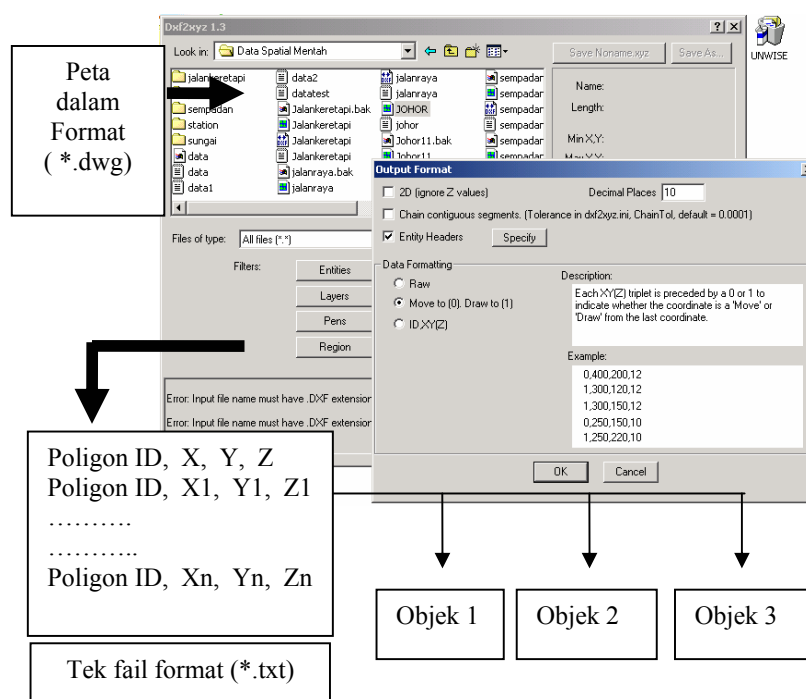 Dxf2xyz 1.3
Look in: Data Spatial Mentah
Save Noname.xyz
Save As...
UNWISE
Peta
dalam
Format
( *.dwg)
jalankeretapi
sempadan
station
sungai
data
data
data1
data2
datatest
Jalankeretapi.bak
Jalankeretapi
Jalankeretapi
Jalankeretapi
jalanraya.bak
jalanraya
jalanraya
jalanraya
JOHOR
johor
Johor11.bak
Johor11
sempadar
sempadar
sempadar
sempadar
sempadar
sempadar
Name:
Length:
Min X,Y:
Max X,Y:
Files of type: All files (*.*)
Filters:
Entities
Layers
Pens
Region
Error: Input file name must have .DXF extension
Error: Input file name must have .DXF extension
Output Format
2D (ignore Z values)
Decimal Places 10
Chain contiguous segments. (Tolerance in dxf2xyz.ini, ChainTol, default = 0.0001)
Entity Headers
Specify
Data Formatting
Raw
Move to (0). Draw to (1)
ID,XY(Z)
Description:
Each XY(Z) triplet is preceded by a 0 or 1 to
indicate whether the coordinate is a 'Move' or
'Draw' from the last coordinate.
Example:
0,400,200,12
1,300,120,12
1,300,150,12
0,250,150,10
1,250,220,10
OK
Cancel
Poligon ID, X, Y, Z
Poligon ID, X1, Y1, Z1
……….
………..
Poligon ID, Xn, Yn, Zn
Tek fail format (*.txt)
Objek 1
Objek 2
Objek 3